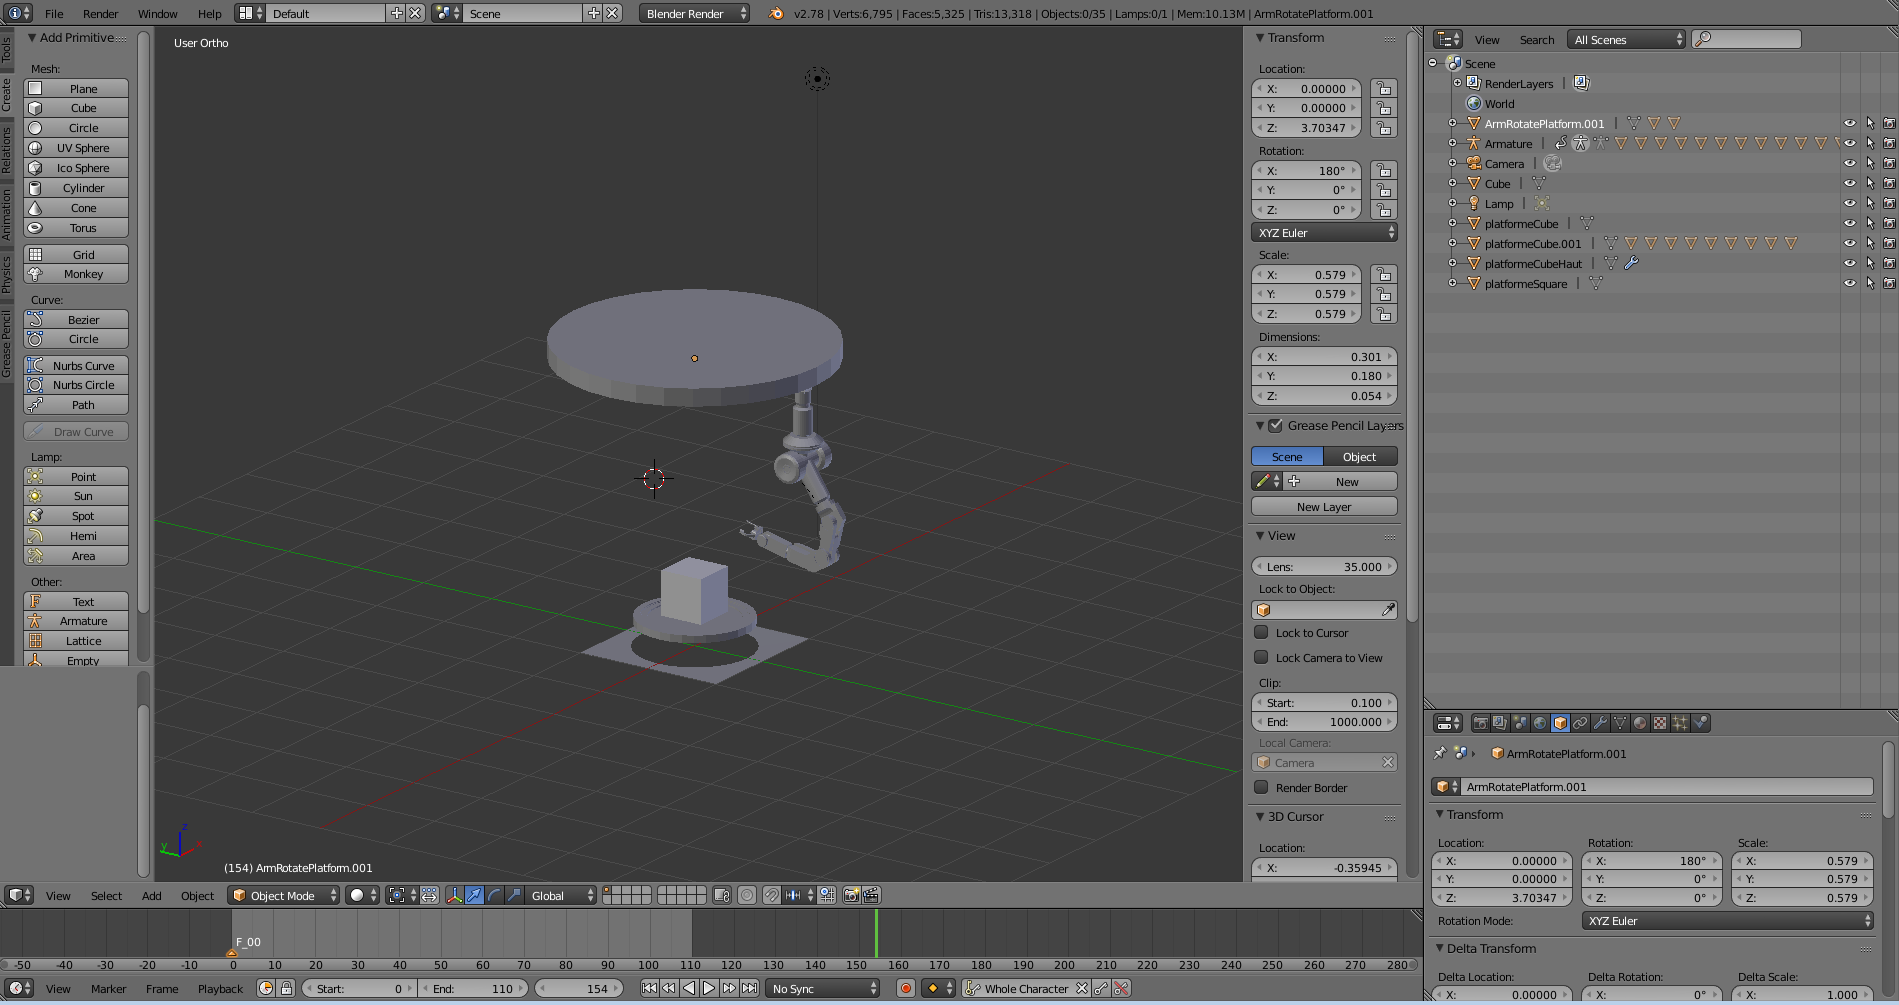 File Render Window Help Default Scene Blender Render v2.78 | Verts:6,795 | Faces:5,325 | Tris:13,318 | Objects:0/35 | Lamps:0/1 | Mem:10.13M | ArmRotatePlatform.001
Tools
Create
Relations
Animation
Physics
Grease Pencil
Add Primitive
Mesh:
Plane
Cube
Circle
UV Sphere
Ico Sphere
Cylinder
Cone
Torus
Grid
Monkey
Curve:
Bezier
Circle
Nurbs Curve
Nurbs Circle
Path
Draw Curve
Lamp:
Point
Sun
Spot
Hemi
Area
Other:
Text
Armature
Lattice
Empty
User Ortho
z
y
x
(154) ArmRotatePlatform.001
Transform
Location:
X: 0.00000
Y: 0.00000
Z: 3.70347
Rotation:
X: 180°
Y: 0°
Z: 0°
XYZ Euler
Scale:
X: 0.579
Y: 0.579
Z: 0.579
Dimensions:
X: 0.301
Y: 0.180
Z: 0.054
Grease Pencil Layers
Scene Object
New
New Layer
View
Lens: 35.000
Lock to Object:
Lock to Cursor
Lock Camera to View
Clip:
Start: 0.100
End: 1000.000
Local Camera:
Camera
Render Border
3D Cursor
Location:
X: -0.35945
View Search All Scenes
Scene
RenderLayers |
World
ArmRotatePlatform.001 |
Armature |
Camera |
Cube |
Lamp |
platformeCube |
platformeCube.001 |
platformeCubeHaut |
platformeSquare |
ArmRotatePlatform.001
ArmRotatePlatform.001
Transform
Location: Rotation: Scale:
X: 0.00000 X: 180° X: 0.579
Y: 0.00000 Y: 0° Y: 0.579
Z: 3.70347 Z: 0° Z: 0.579
Rotation Mode: XYZ Euler
Delta Transform
Delta Location: Delta Rotation: Delta Scale:
X: 0.00000 X: 0° X: 1.000
View Select Add Object Object Mode Global
F_00
-50 -40 -30 -20 -10 0 10 20 30 40 50 60 70 80 90 100 110 120 130 140 150 160 170 180 190 200 210 220 230 240 250 260 270 280
View Marker Frame Playback Start: 0 End: 110 154 No Sync Whole Character